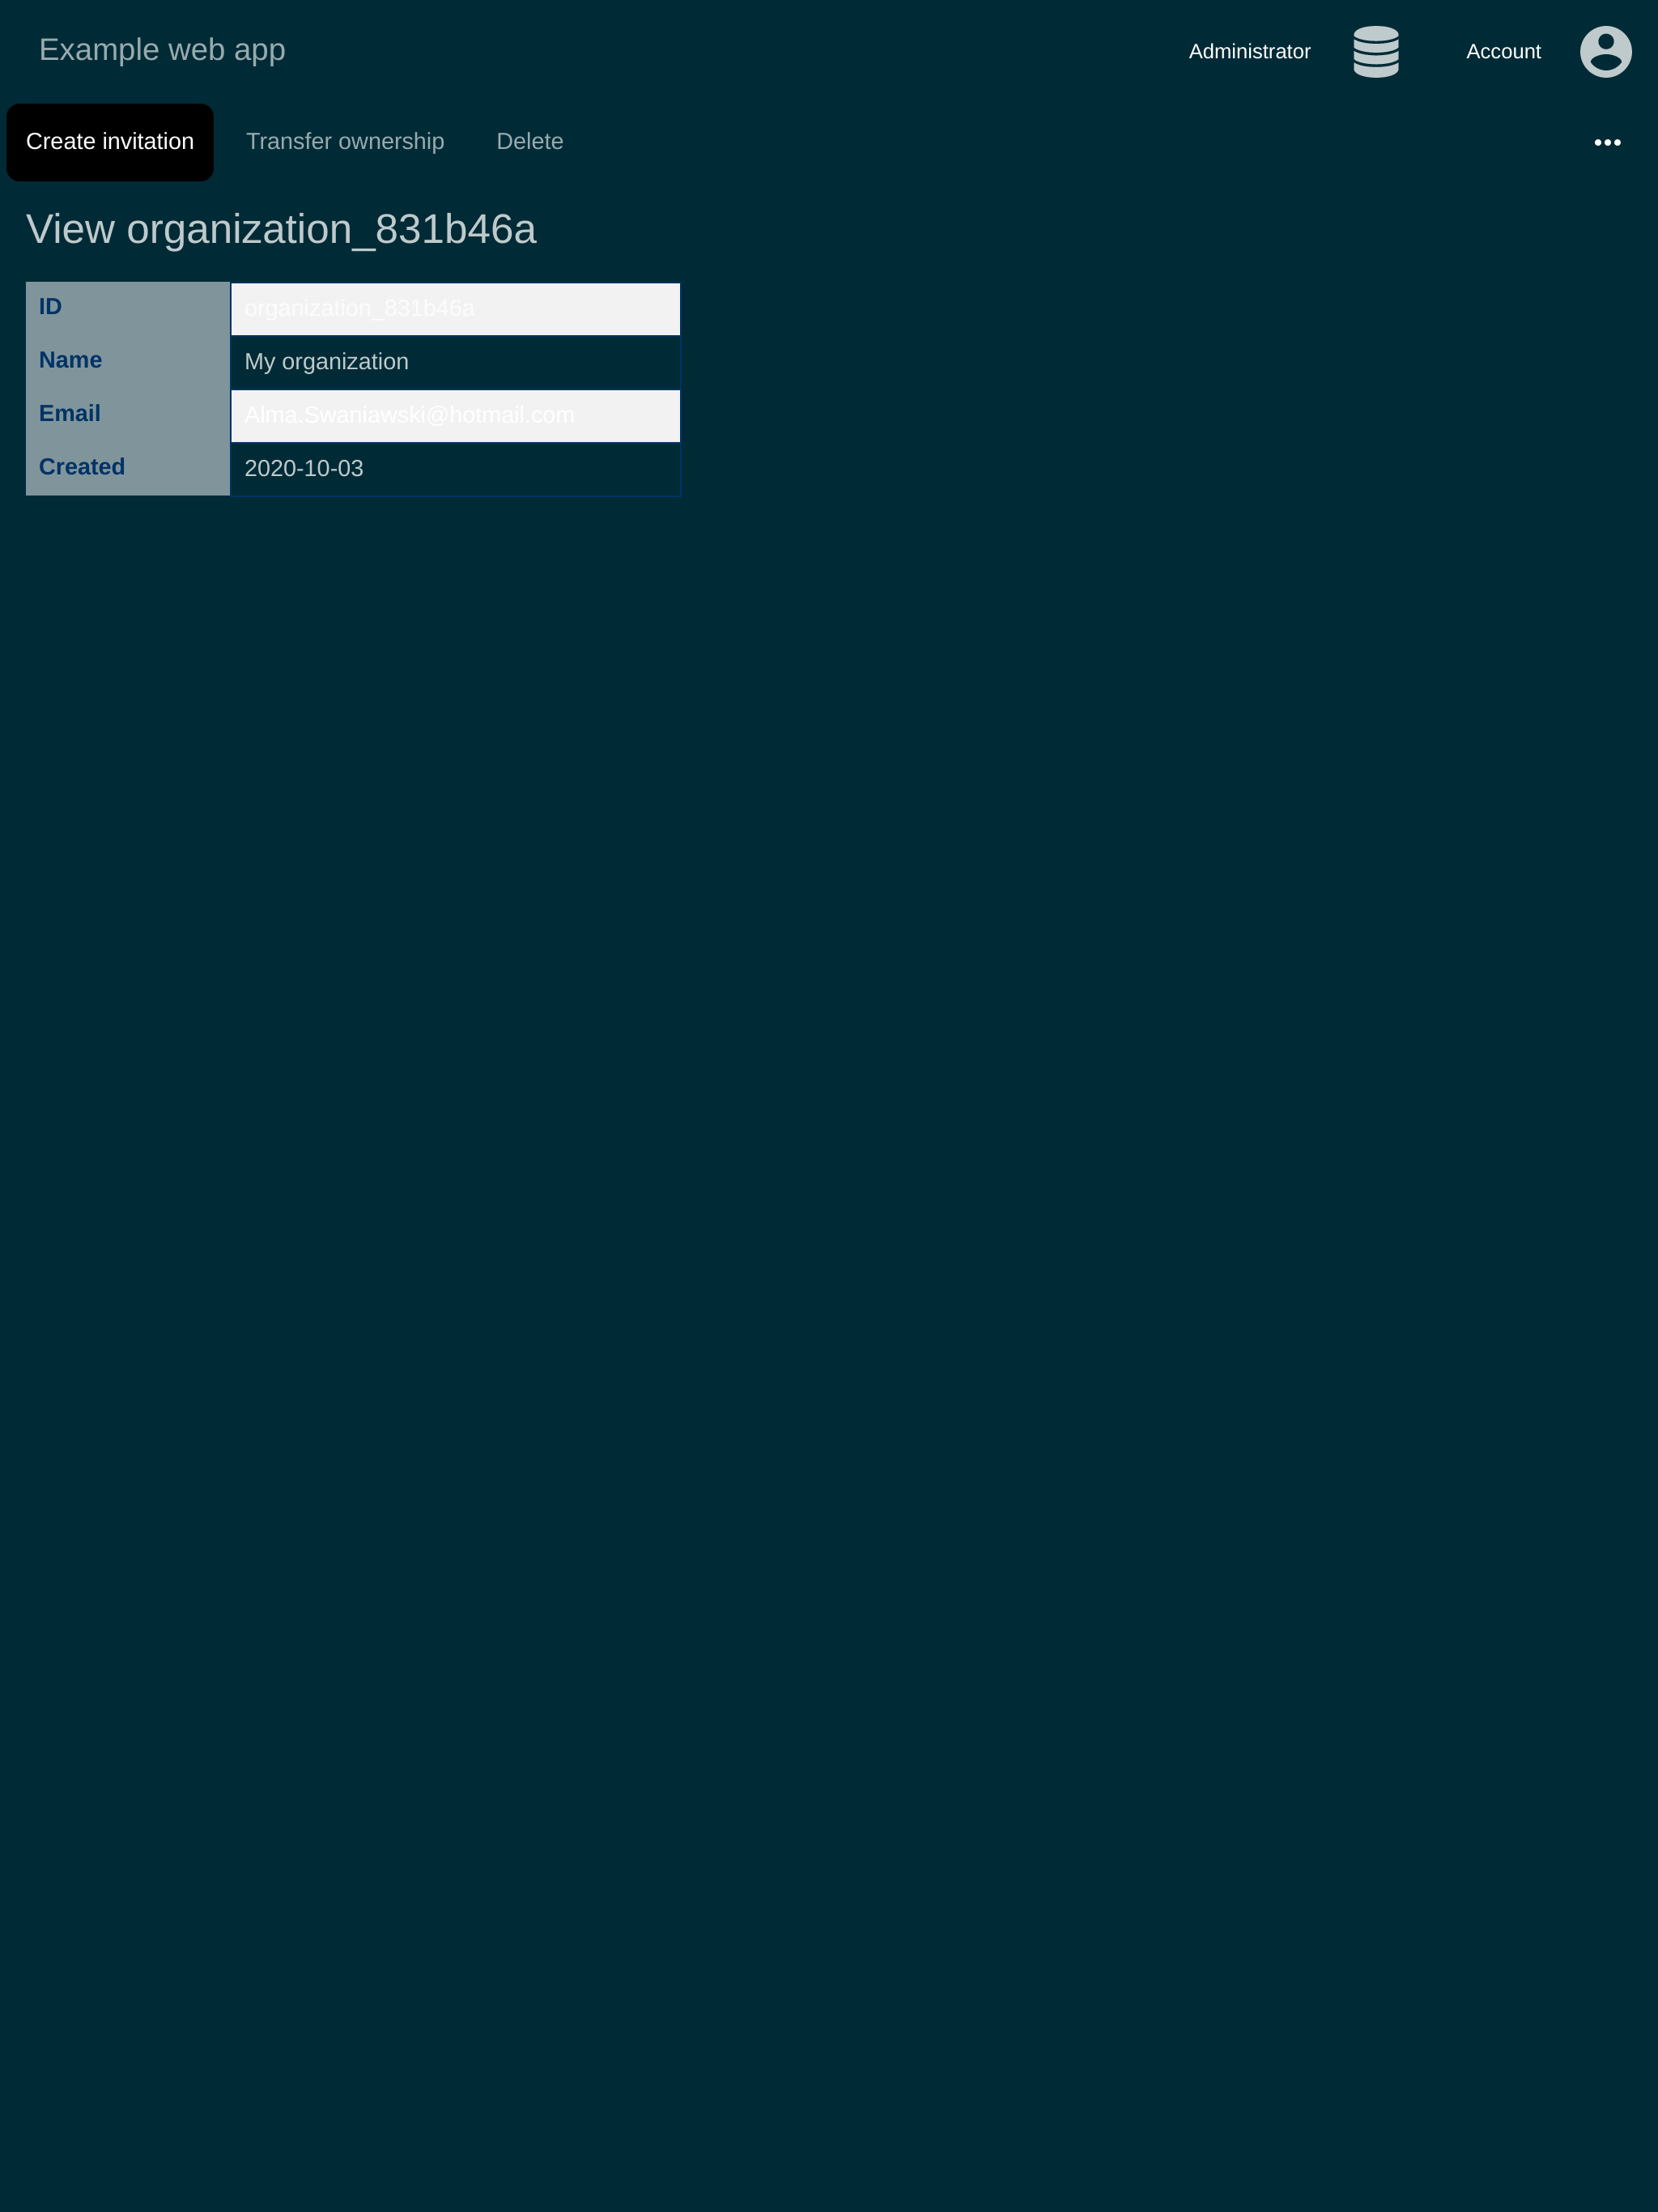 Example web app
Administrator
Account
Create invitation
Transfer ownership
Delete
View organization_831b46a
ID organization_831b46a
Name My organization
Email Alma.Swaniawski@hotmail.com
Created 2020-10-03